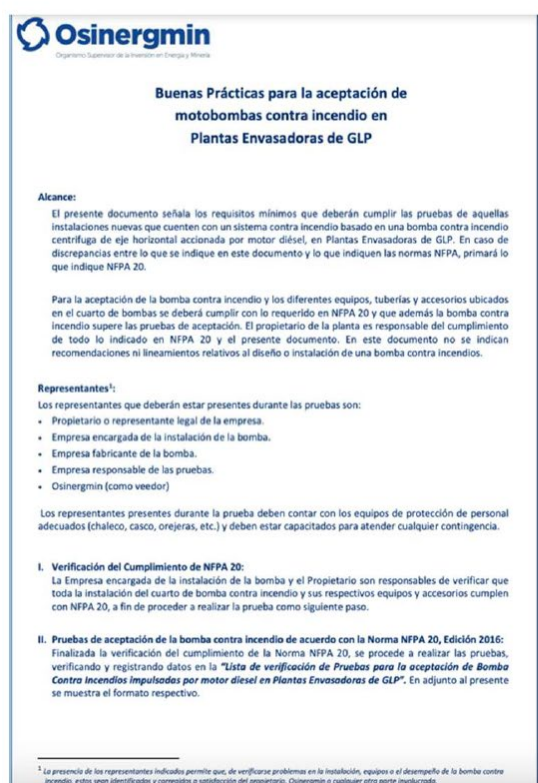 Osinergmin
Organismo Supervisor de la Inversión en Energía y Minería
Buenas Prácticas para la aceptación de
motobombas contra incendio en
Plantas Envasadoras de GLP
Alcance:
El presente documento señala los requisitos mínimos que deberán cumplir las pruebas de aquellas
instalaciones nuevas que cuenten con un sistema contra incendio basado en una bomba contra incendio
centrifuga de eje horizontal accionada por motor diésel, en Plantas Envasadoras de GLP. En caso de
discrepancias entre lo que se indique en este documento y lo que indiquen las normas NFPA, primará lo
que indique NFPA 20.
Para la aceptación de la bomba contra incendio y los diferentes equipos, tuberías y accesorios ubicados
en el cuarto de bombas se deberá cumplir con lo requerido en NFPA 20 y que además la bomba contra
incendio supere las pruebas de aceptación. El propietario de la planta es responsable del cumplimiento
de todo lo indicado en NFPA 20 y el presente documento. En este documento no se indican
recomendaciones ni lineamientos relativos al diseño o instalación de una bomba contra incendios.
Representantes¹:
Los representantes que deberán estar presentes durante las pruebas son:
• Propietario o representante legal de la empresa.
• Empresa encargada de la instalación de la bomba.
• Empresa fabricante de la bomba.
• Empresa responsable de las pruebas.
• Osinergmin (como veedor)
Los representantes presentes durante la prueba deben contar con los equipos de protección de personal
adecuados (chaleco, casco, orejeras, etc.) y deben estar capacitados para atender cualquier contingencia.
I. Verificación del Cumplimiento de NFPA 20:
La Empresa encargada de la instalación de la bomba y el Propietario son responsables de verificar que
toda la instalación del cuarto de bomba contra incendio y sus respectivos equipos y accesorios cumplen
con NFPA 20, a fin de proceder a realizar la prueba como siguiente paso.
II. Pruebas de aceptación de la bomba contra incendio de acuerdo con la Norma NFPA 20, Edición 2016:
Finalizada la verificación del cumplimiento de la Norma NFPA 20, se procede a realizar las pruebas,
verificando y registrando datos en la "Lista de verificación de Pruebas para la aceptación de Bomba
Contra Incendios impulsadas por motor diesel en Plantas Envasadoras de GLP". En adjunto al presente
se muestra el formato respectivo.
¹ La presencia de los representantes indicados permite que, de verificarse problemas en la instalación, equipos o el desempeño de la bomba contra
incendio, estos sean identificados y corregidos a satisfacción del propietario, Osinergmin o cualquier otra parte involucrada.